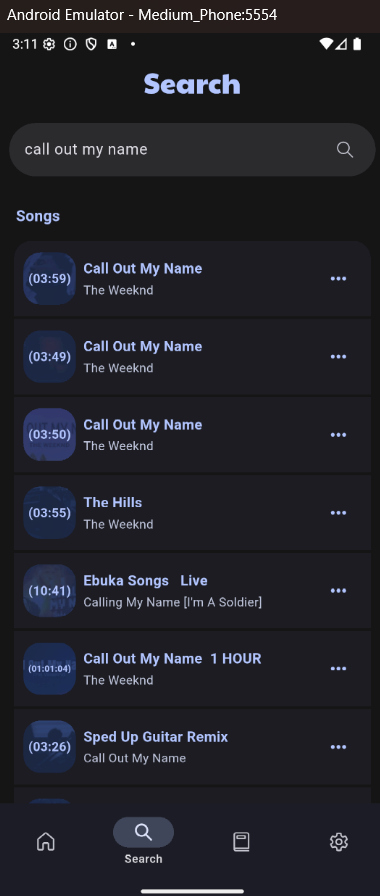 Android Emulator - Medium_Phone:5554
3:11
Search
call out my name
Songs
(03:59)
Call Out My Name
The Weeknd
(03:49)
Call Out My Name
The Weeknd
(03:50)
Call Out My Name
The Weeknd
(03:55)
The Hills
The Weeknd
(10:41)
Ebuka Songs   Live
Calling My Name [I'm A Soldier]
(01:01:04)
Call Out My Name  1 HOUR
The Weeknd
(03:26)
Sped Up Guitar Remix
Call Out My Name
Search